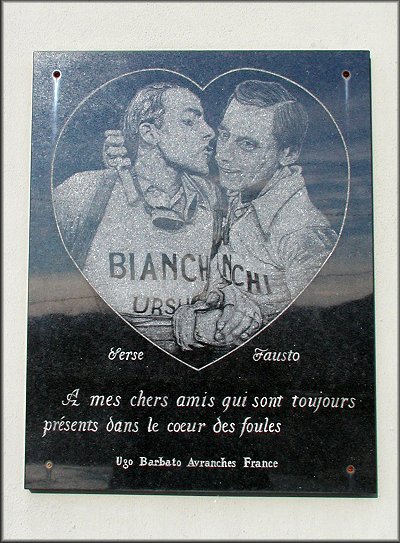 BIANCH NCHI
URSU
Serse Fausto
A mes chers amis qui sont toujours
présents dans le coeur des foules
Ugo Barbato Avranches France